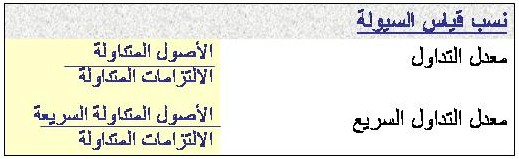 نسب قياس السيولة
معدل التداول
الأصول المتداولة
الالتزامات المتداولة
معدل التداول السريع
الأصول المتداولة السريعة
الالتزامات المتداولة